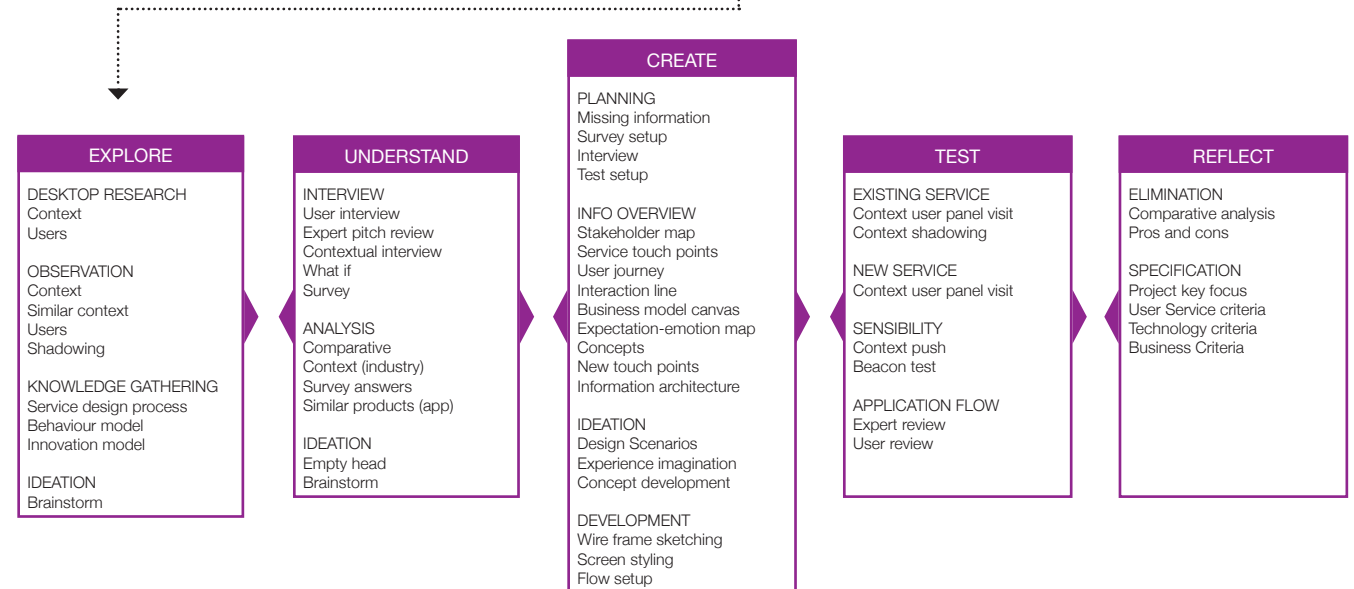 EXPLORE
DESKTOP RESEARCH
Context
Users
OBSERVATION
Context
Similar context
Users
Shadowing
KNOWLEDGE GATHERING
Service design process
Behaviour model
Innovation model
IDEATION
Brainstorm
UNDERSTAND
INTERVIEW
User interview
Expert pitch review
Contextual interview
What if
Survey
ANALYSIS
Comparative
Context (industry)
Survey answers
Similar products (app)
IDEATION
Empty head
Brainstorm
CREATE
PLANNING
Missing information
Survey setup
Interview
Test setup
INFO OVERVIEW
Stakeholder map
Service touch points
User journey
Interaction line
Business model canvas
Expectation-emotion map
Concepts
New touch points
Information architecture
IDEATION
Design Scenarios
Experience imagination
Concept development
DEVELOPMENT
Wire frame sketching
Screen styling
Flow setup
TEST
EXISTING SERVICE
Context user panel visit
Context shadowing
NEW SERVICE
Context user panel visit
SENSIBILITY
Context push
Beacon test
APPLICATION FLOW
Expert review
User review
REFLECT
ELIMINATION
Comparative analysis
Pros and cons
SPECIFICATION
Project key focus
User Service criteria
Technology criteria
Business Criteria